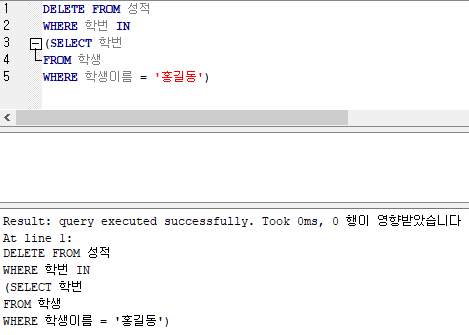 1 DELETE FROM 성적
2 WHERE 학번 IN
3 (SELECT 학번
4 FROM 학생
5 WHERE 학생이름 = '홍길동')
Result: query executed successfully. Took 0ms, 0 행이 영향받았습니다
At line 1:
DELETE FROM 성적
WHERE 학번 IN
(SELECT 학번
FROM 학생
WHERE 학생이름 = '홍길동')